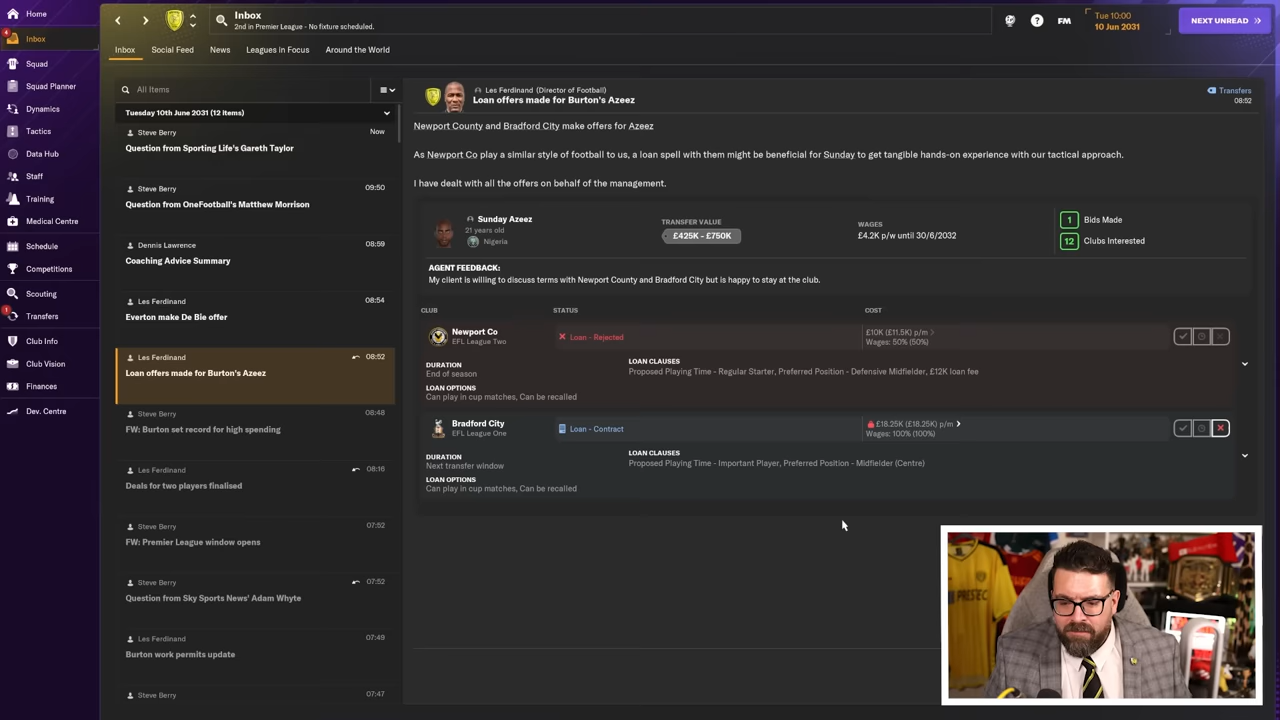 Home
4
Inbox
Squad
Squad Planner
Dynamics
Tactics
Data Hub
Staff
Training
Medical Centre
Schedule
Competitions
Scouting
1
Transfers
Club Info
Club Vision
Finances
Dev. Centre
Inbox
2nd in Premier League - No fixture scheduled.
?
FM
Tue 10:00
10 Jun 2031
NEXT UNREAD
Inbox
Social Feed
News
Leagues in Focus
Around the World
All Items
Tuesday 10th June 2031 (12 items)
Steve Berry
Now
Question from Sporting Life's Gareth Taylor
Steve Berry
09:50
Question from OneFootball's Matthew Morrison
Dennis Lawrence
08:59
Coaching Advice Summary
Les Ferdinand
08:54
Everton make De Bie offer
Les Ferdinand
08:52
Loan offers made for Burton's Azeez
Steve Berry
08:48
FW: Burton set record for high spending
Les Ferdinand
08:16
Deals for two players finalised
Steve Berry
07:52
FW: Premier League window opens
Steve Berry
07:52
Question from Sky Sports News' Adam Whyte
Les Ferdinand
07:49
Burton work permits update
Steve Berry
07:47
Les Ferdinand (Director of Football)
Loan offers made for Burton's Azeez
Transfers
08:52
Newport County and Bradford City make offers for Azeez
As Newport Co play a similar style of football to us, a loan spell with them might be beneficial for Sunday to get tangible hands-on experience with our tactical approach.
I have dealt with all the offers on behalf of the management.
Sunday Azeez
21 years old
Nigeria
TRANSFER VALUE
£425K - £750K
WAGES
£4.2K p/w until 30/6/2032
1 Bids Made
12 Clubs Interested
AGENT FEEDBACK:
My client is willing to discuss terms with Newport County and Bradford City but is happy to stay at the club.
CLUB
STATUS
COST
Newport Co
EFL League Two
Loan - Rejected
£10K (£11.5K) p/m
Wages: 50% (50%)
DURATION
End of season
LOAN CLAUSES
Proposed Playing Time - Regular Starter, Preferred Position - Defensive Midfielder, £12K loan fee
LOAN OPTIONS
Can play in cup matches, Can be recalled
Bradford City
EFL League One
Loan - Contract
£18.25K (£18.25K) p/m
Wages: 100% (100%)
DURATION
Next transfer window
LOAN CLAUSES
Proposed Playing Time - Important Player, Preferred Position - Midfielder (Centre)
LOAN OPTIONS
Can play in cup matches, Can be recalled
PRESTEC